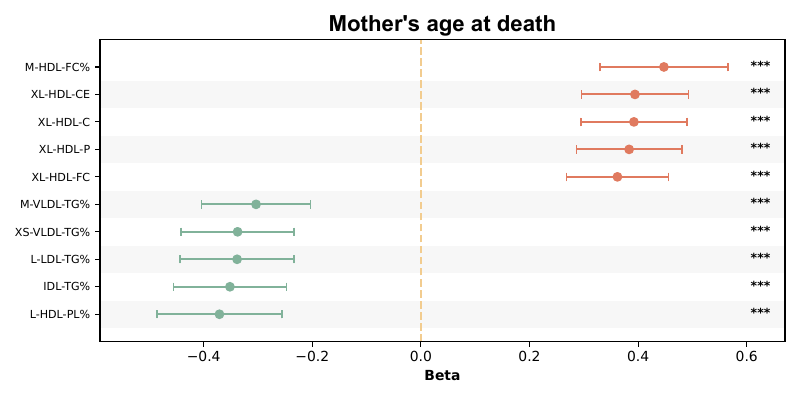 Mother's age at death
M-HDL-FC% ***
XL-HDL-CE ***
XL-HDL-C ***
XL-HDL-P ***
XL-HDL-FC ***
M-VLDL-TG% ***
XS-VLDL-TG% ***
L-LDL-TG% ***
IDL-TG% ***
L-HDL-PL% ***
−0.4 −0.2 0.0 0.2 0.4 0.6
Beta